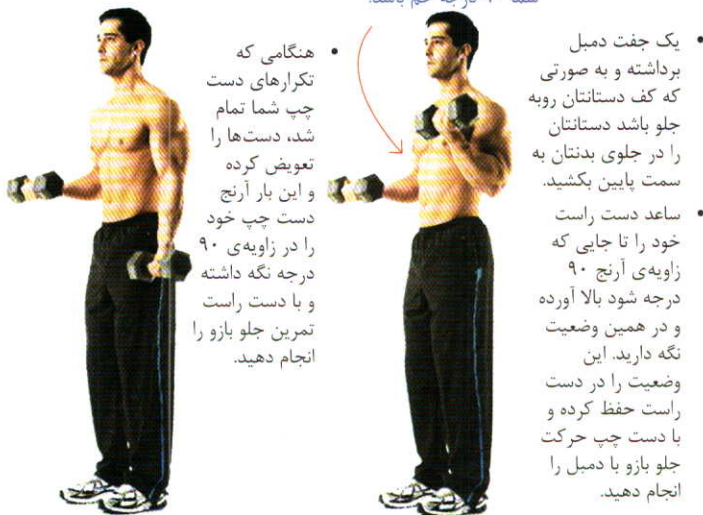 شما ۹۰ درجه خم باشد.
• یک جفت دمبل
برداشته و به صورتی
که کف دستانتان روبه
جلو باشد دستانتان
را در جلوی بدنتان به
سمت پایین بکشید.
• ساعد دست راست
خود را تا جایی که
زاویه‌ی آرنج ۹۰
درجه شود بالا آورده
و در همین وضعیت
نگه دارید. این
وضعیت را در دست
راست حفظ کرده و
با دست چپ حرکت
جلو بازو با دمبل را
انجام دهید.
• هنگامی که
تکرارهای دست
چپ شما تمام
شد، دست‌ها را
تعویض کرده
و این بار آرنج
دست چپ خود
را در زاویه‌ی ۹۰
درجه نگه داشته
و با دست راست
تمرین جلو بازو را
انجام دهید.